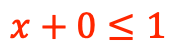 x + 0 ≤ 1